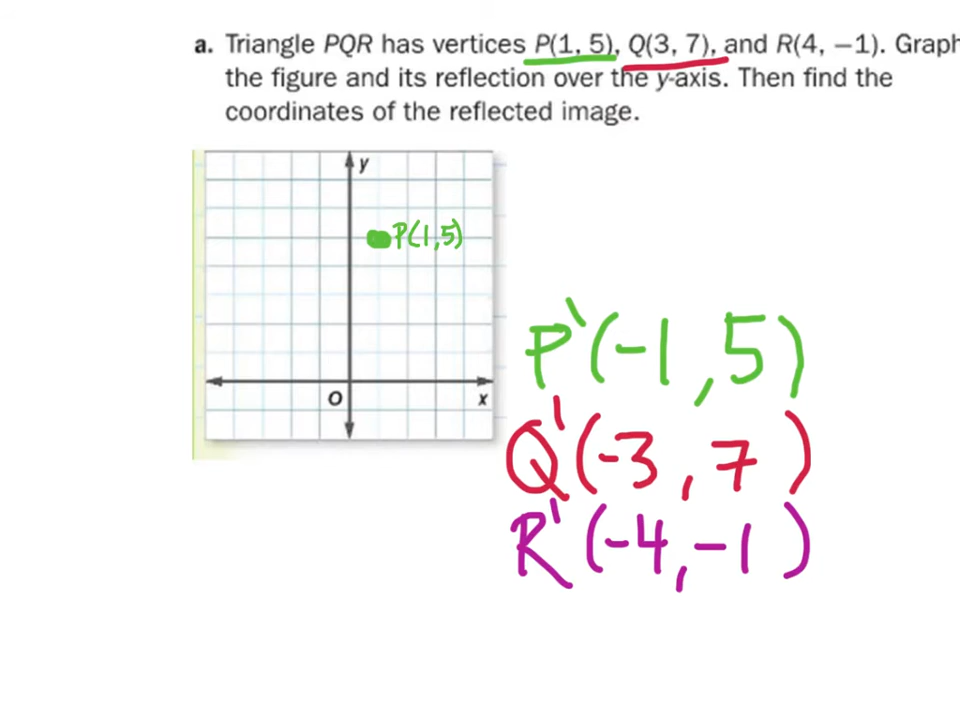 a. Triangle PQR has vertices P(1, 5), Q(3, 7), and R(4, −1). Graph
the figure and its reflection over the y-axis. Then find the
coordinates of the reflected image.
y
P(1,5)
O
x
P'(-1,5)
Q'(-3,7)
R'(-4,-1)